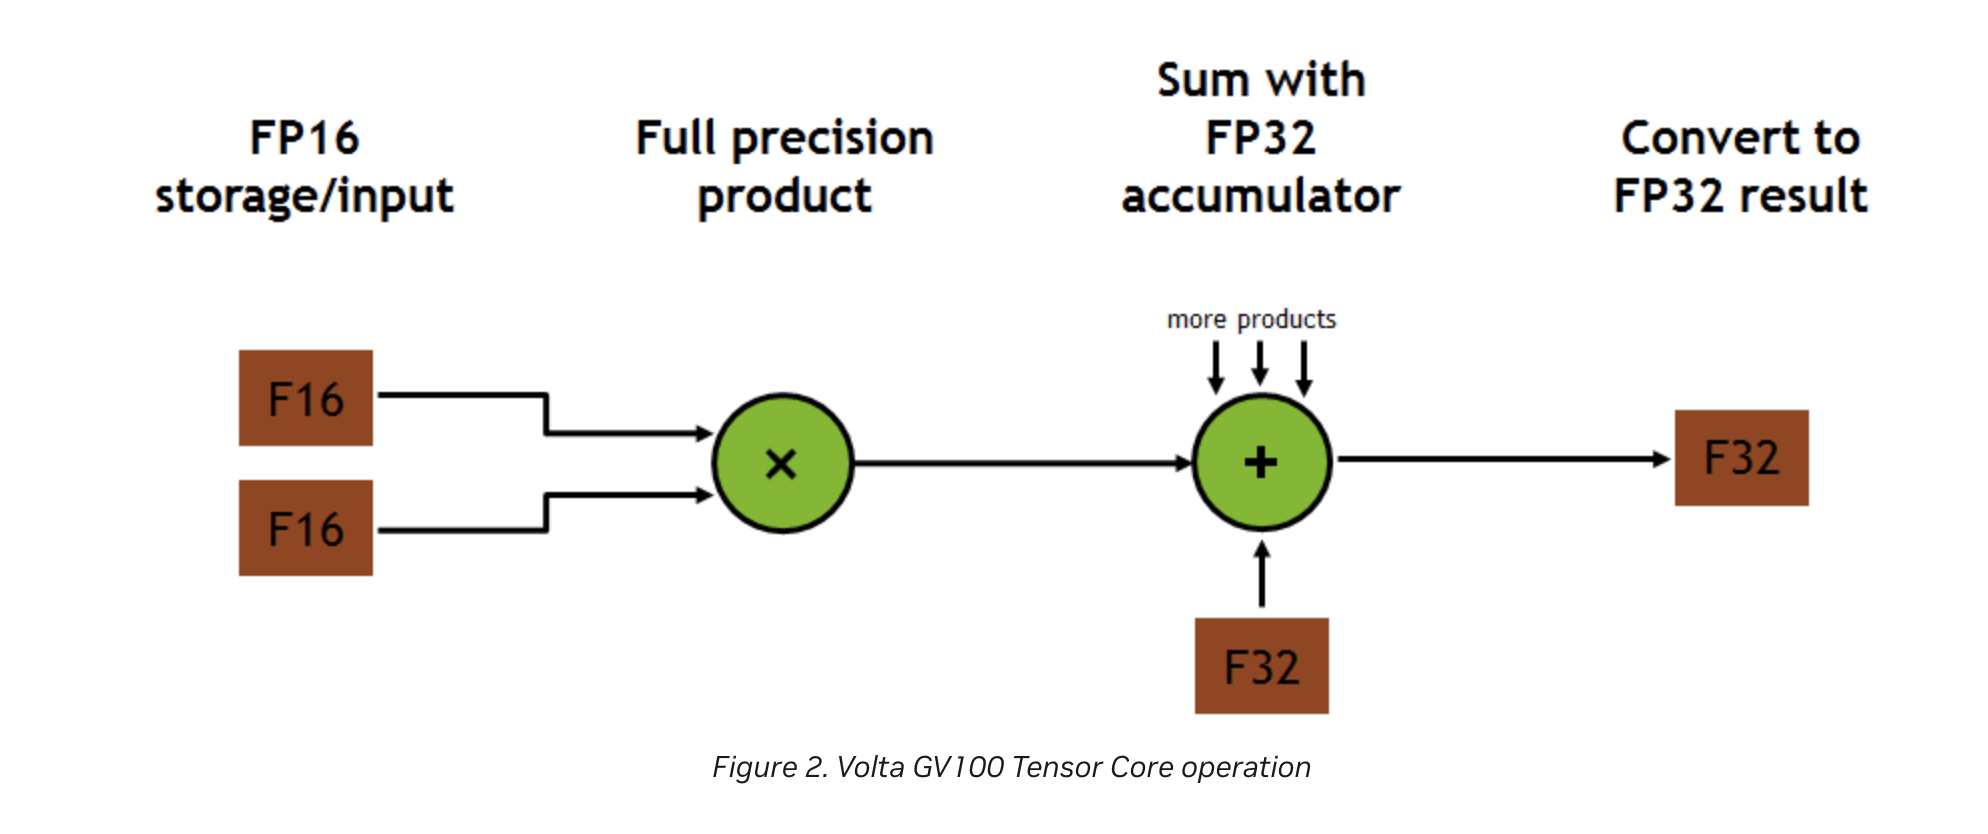 FP16
storage/input
Full precision
product
Sum with
FP32
accumulator
Convert to
FP32 result
more products
F16
F16
×
+
F32
F32
Figure 2. Volta GV100 Tensor Core operation